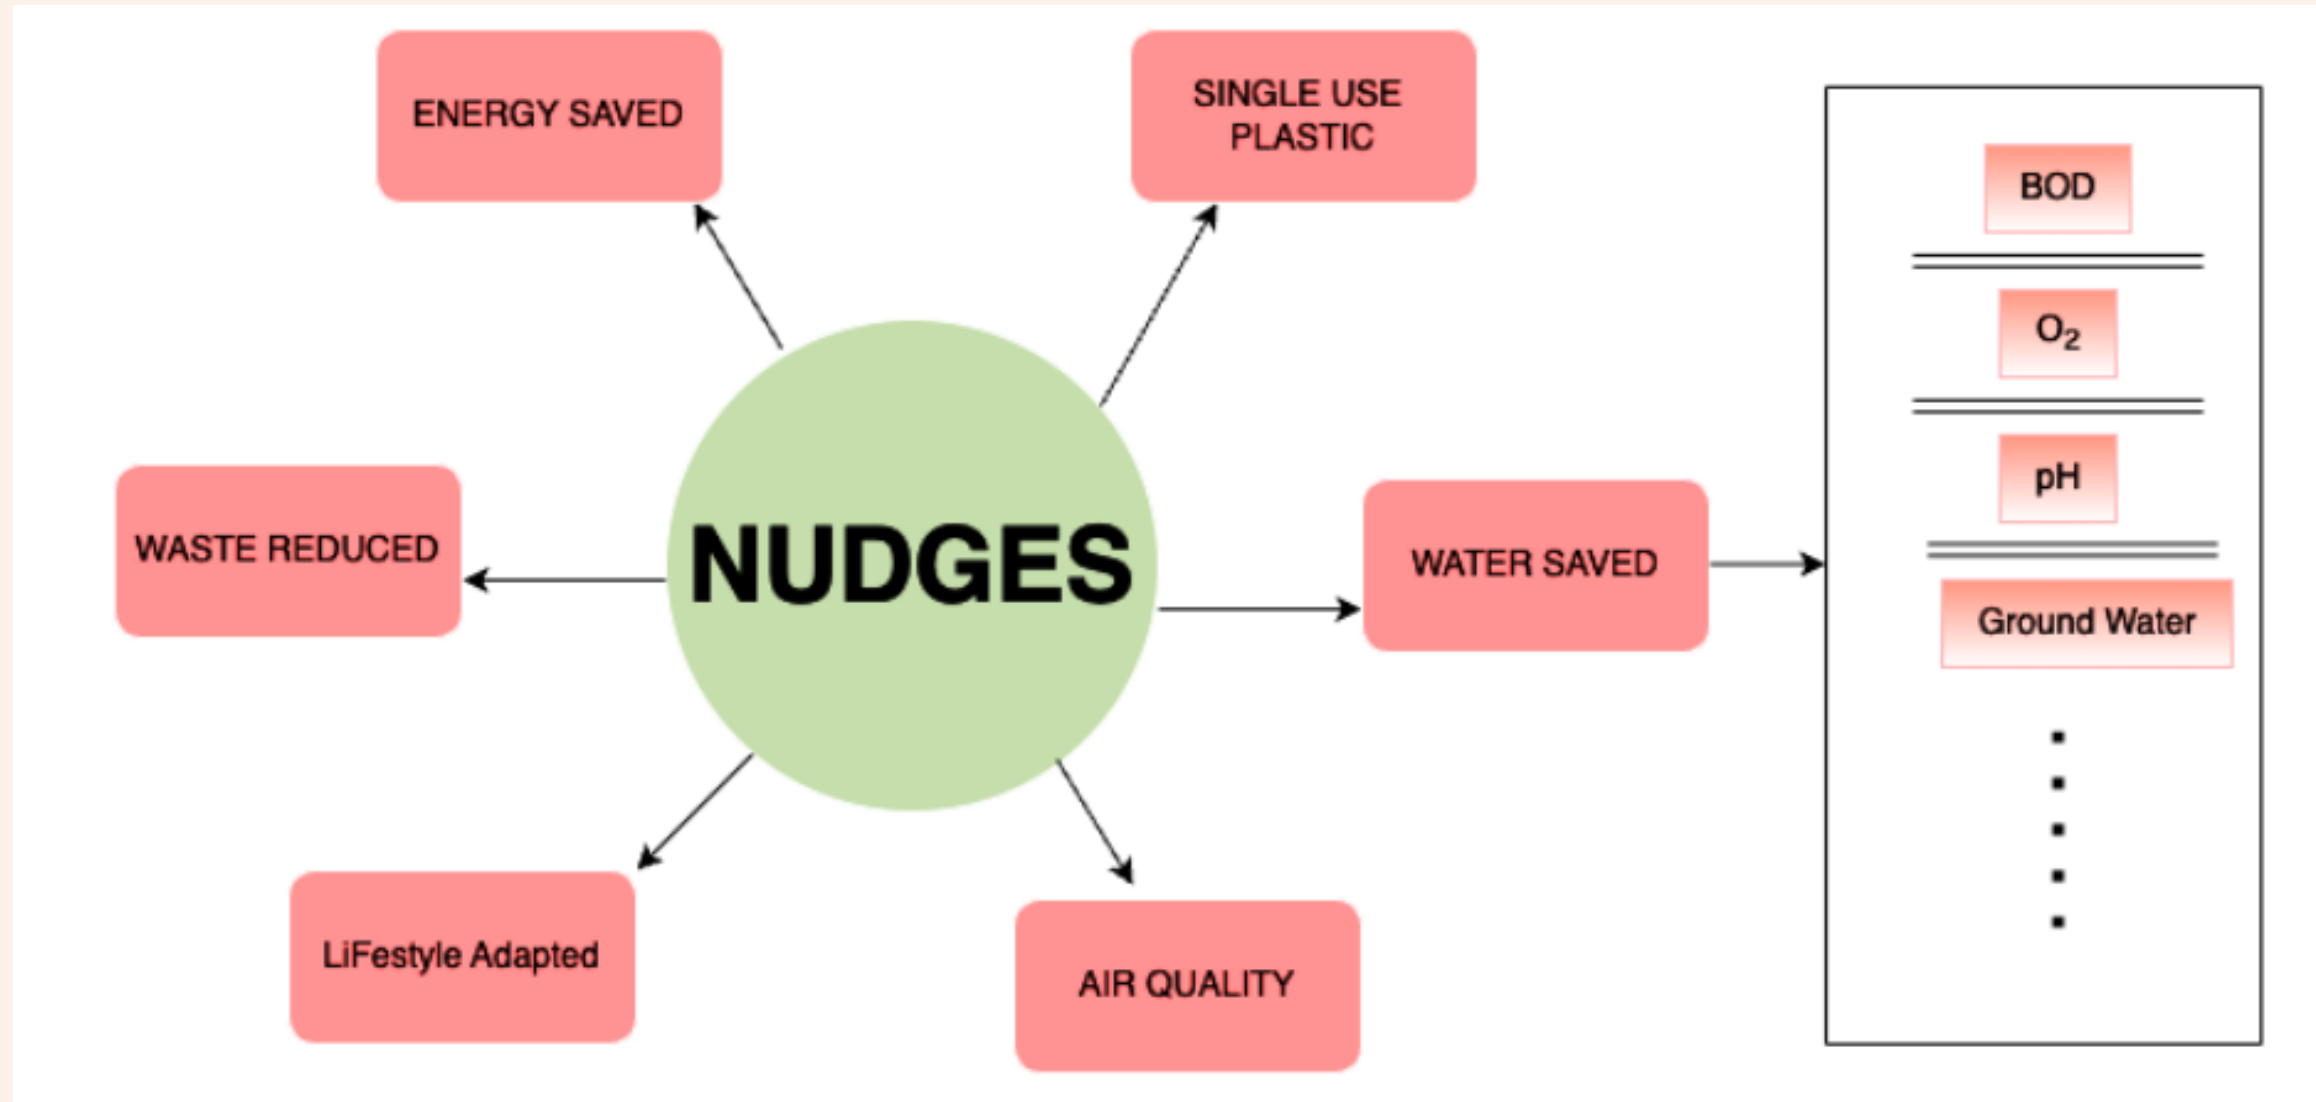 ENERGY SAVED
SINGLE USE
PLASTIC
BOD
O₂
pH
Ground Water
WASTE REDUCED
NUDGES
WATER SAVED
LiFestyle Adapted
AIR QUALITY